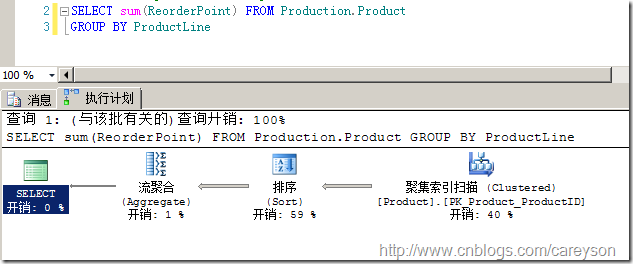 2 SELECT sum(ReorderPoint) FROM Production.Product
3 GROUP BY ProductLine
100 %
消息 执行计划
查询 1: (与该批有关的)查询开销: 100%
SELECT sum(ReorderPoint) FROM Production.Product GROUP BY ProductLine
SELECT
开销: 0 %
流聚合
(Aggregate)
开销: 1 %
排序
(Sort)
开销: 59 %
聚集索引扫描 (Clustered)
[Product].[PK_Product_ProductID]
开销: 40 %
http://www.cnblogs.com/careyson